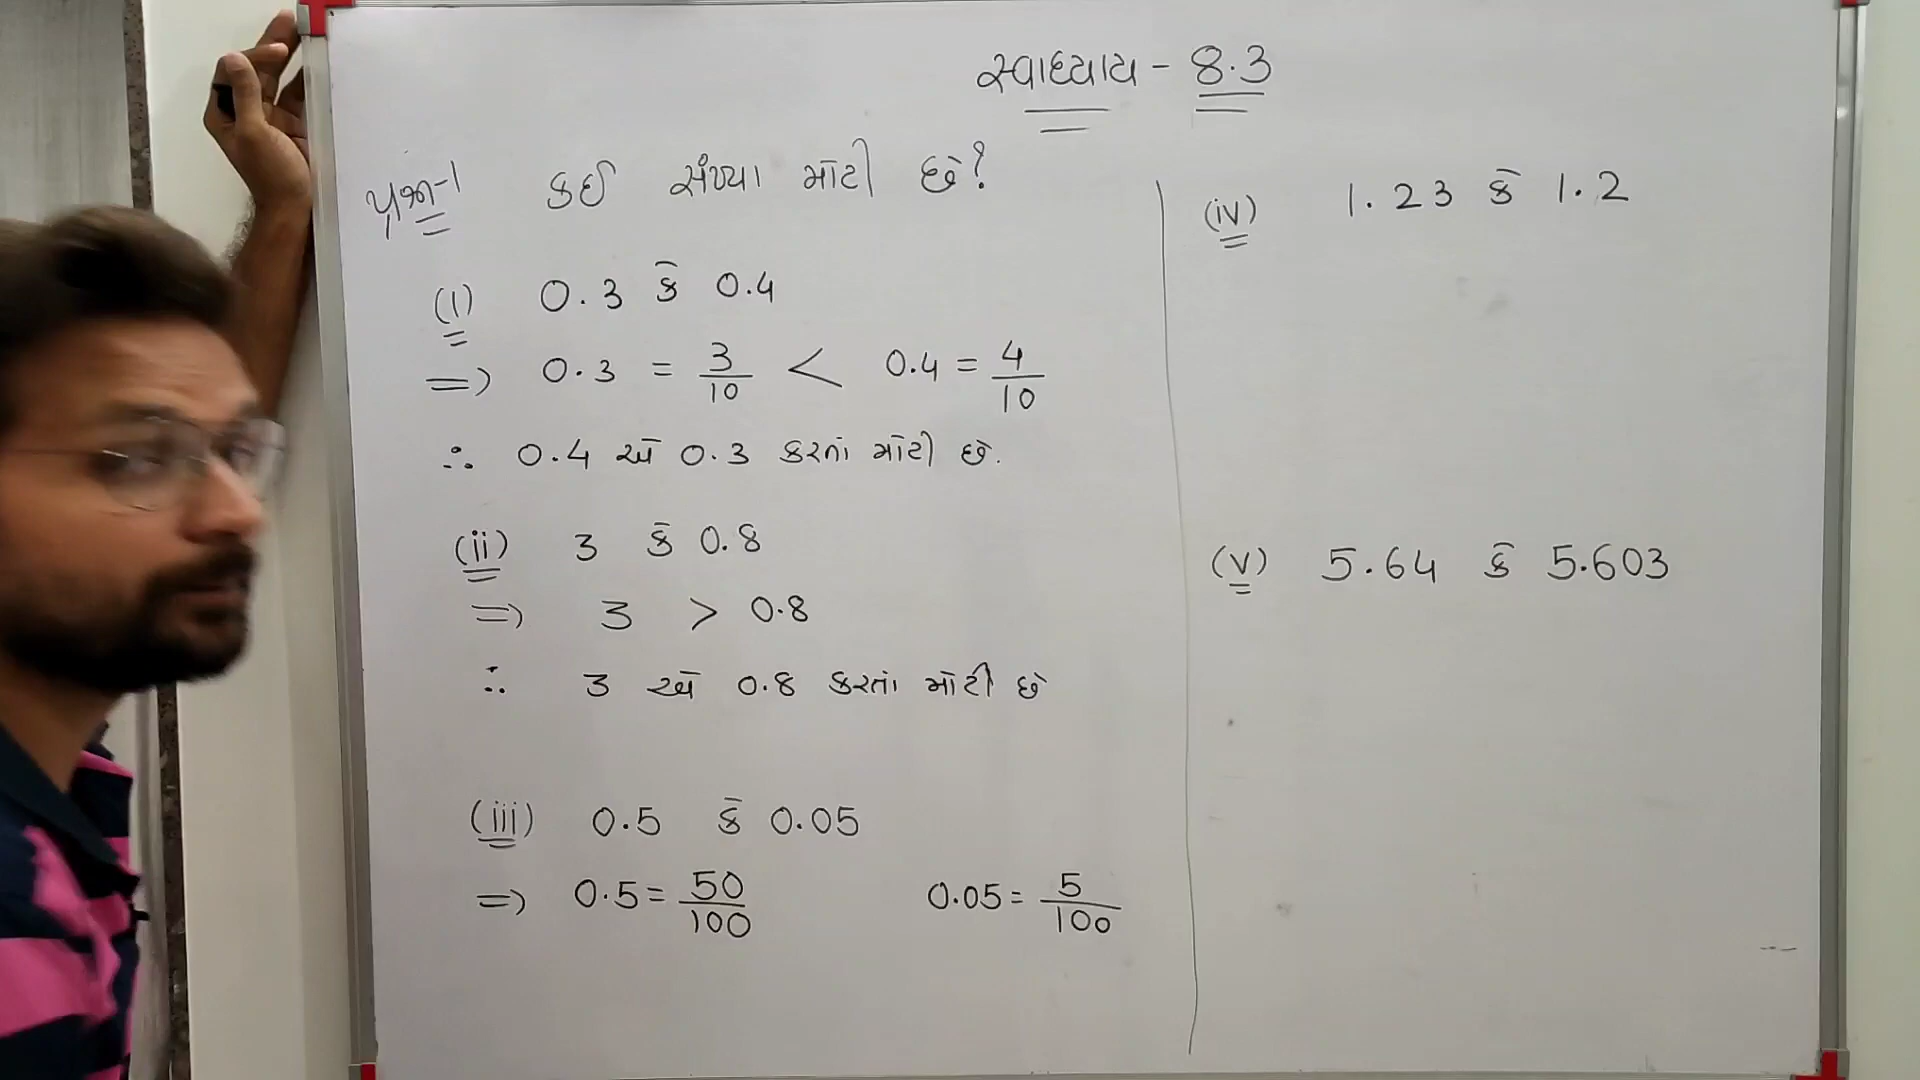 સ્વાધ્યાય - 8.3
પ્રશ્ન-1 કઈ સંખ્યા મોટી છે?
(i) 0.3 કે 0.4
=> 0.3 = 3/10 < 0.4 = 4/10
∴ 0.4 એ 0.3 કરતાં મોટી છે.
(ii) 3 કે 0.8
=> 3 > 0.8
∴ 3 એ 0.8 કરતાં મોટી છે
(iii) 0.5 કે 0.05
=> 0.5 = 50/100 0.05 = 5/100
(iv) 1.23 કે 1.2
(v) 5.64 કે 5.603